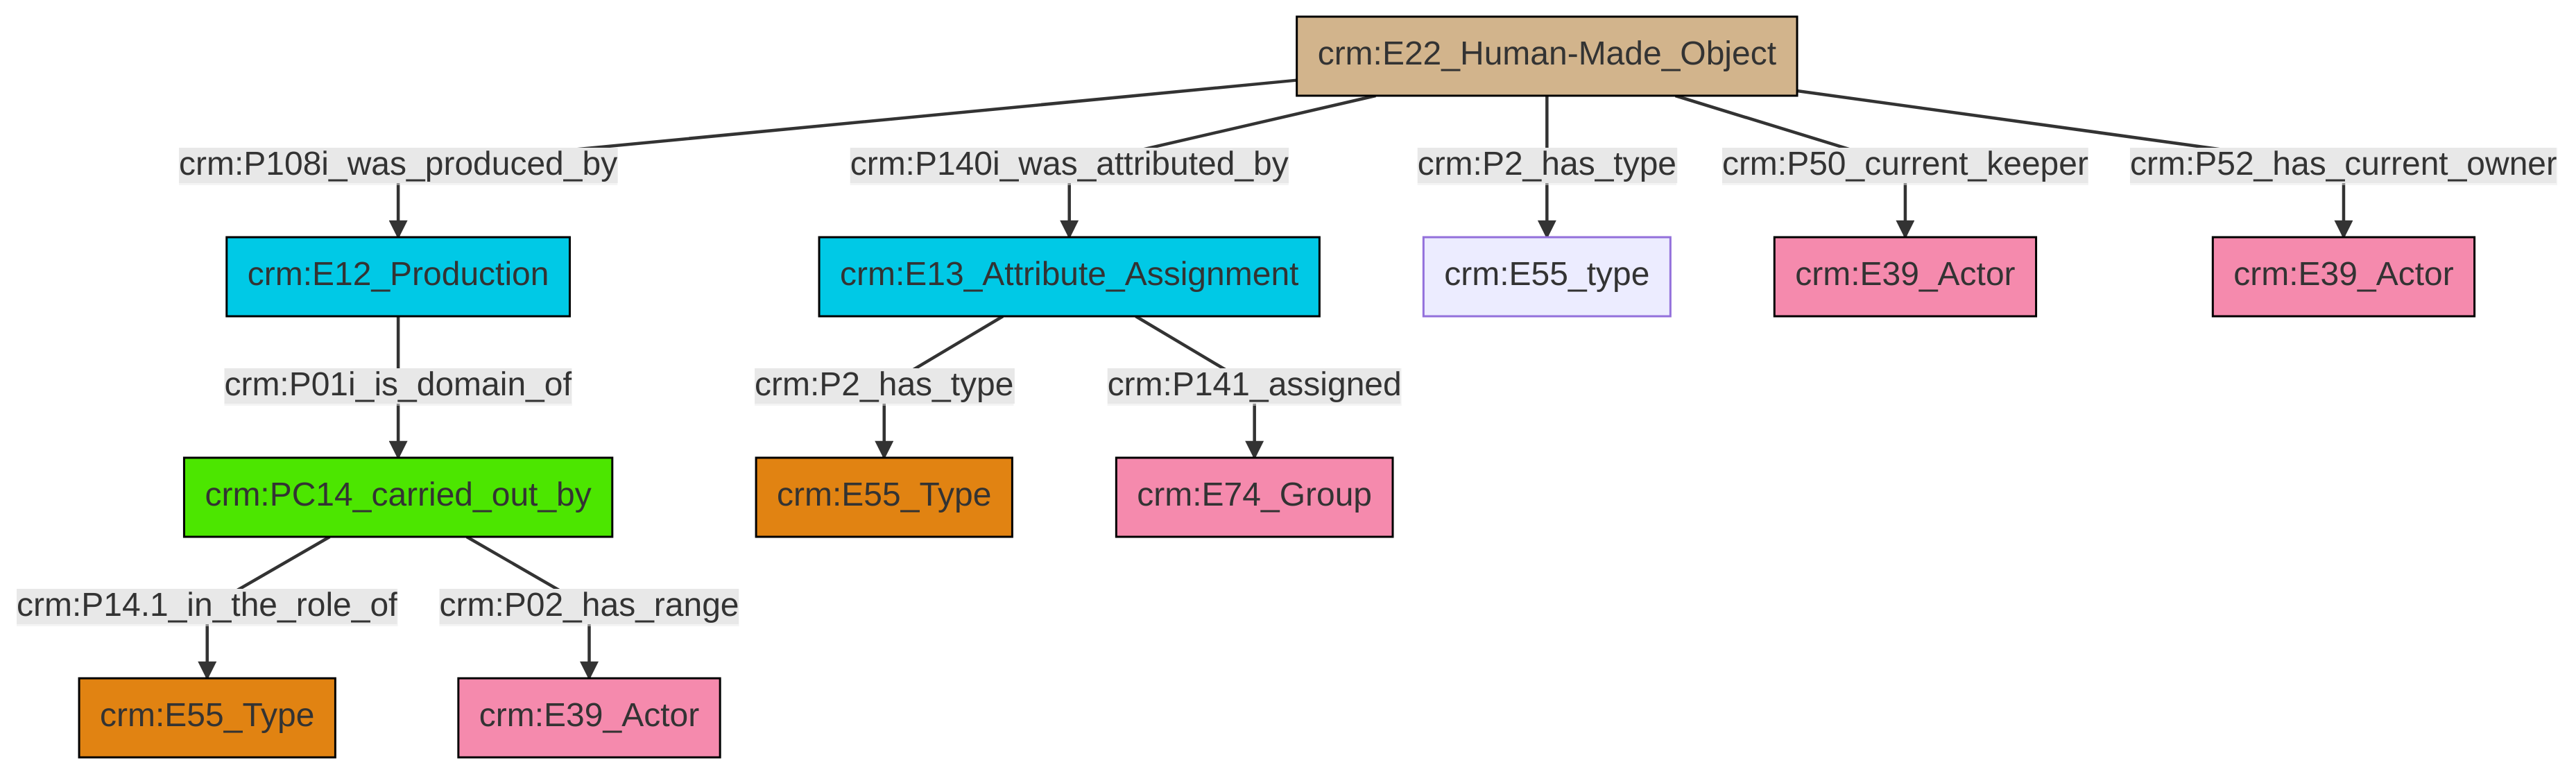 crm:E22_Human-Made_Object
crm:P108i_was_produced_by
crm:P140i_was_attributed_by
crm:P2_has_type
crm:P50_current_keeper
crm:P52_has_current_owner
crm:E12_Production
crm:E13_Attribute_Assignment
crm:E55_type
crm:E39_Actor
crm:E39_Actor
crm:P01i_is_domain_of
crm:P2_has_type
crm:P141_assigned
crm:PC14_carried_out_by
crm:E55_Type
crm:E74_Group
crm:P14.1_in_the_role_of
crm:P02_has_range
crm:E55_Type
crm:E39_Actor